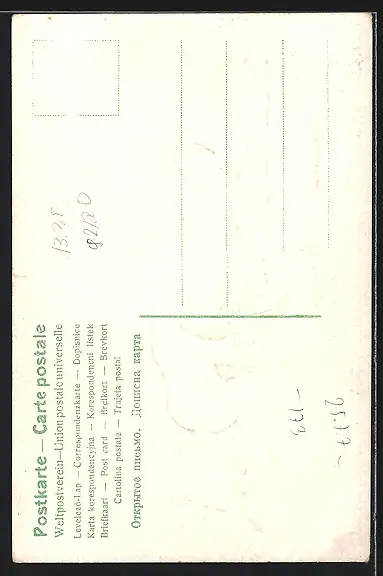 Postkarte — Carte postale
Weltpostverein—Union postale universelle
Levelező-Lap — Correspondenzkarte — Dopisnice
Karta korespondencyjna — Korespondenční lístek
Briefkaart — Post card — Brefkort — Brevkort
Cartolina postale — Trajeta postal
Открытое письмо. Дописна карта